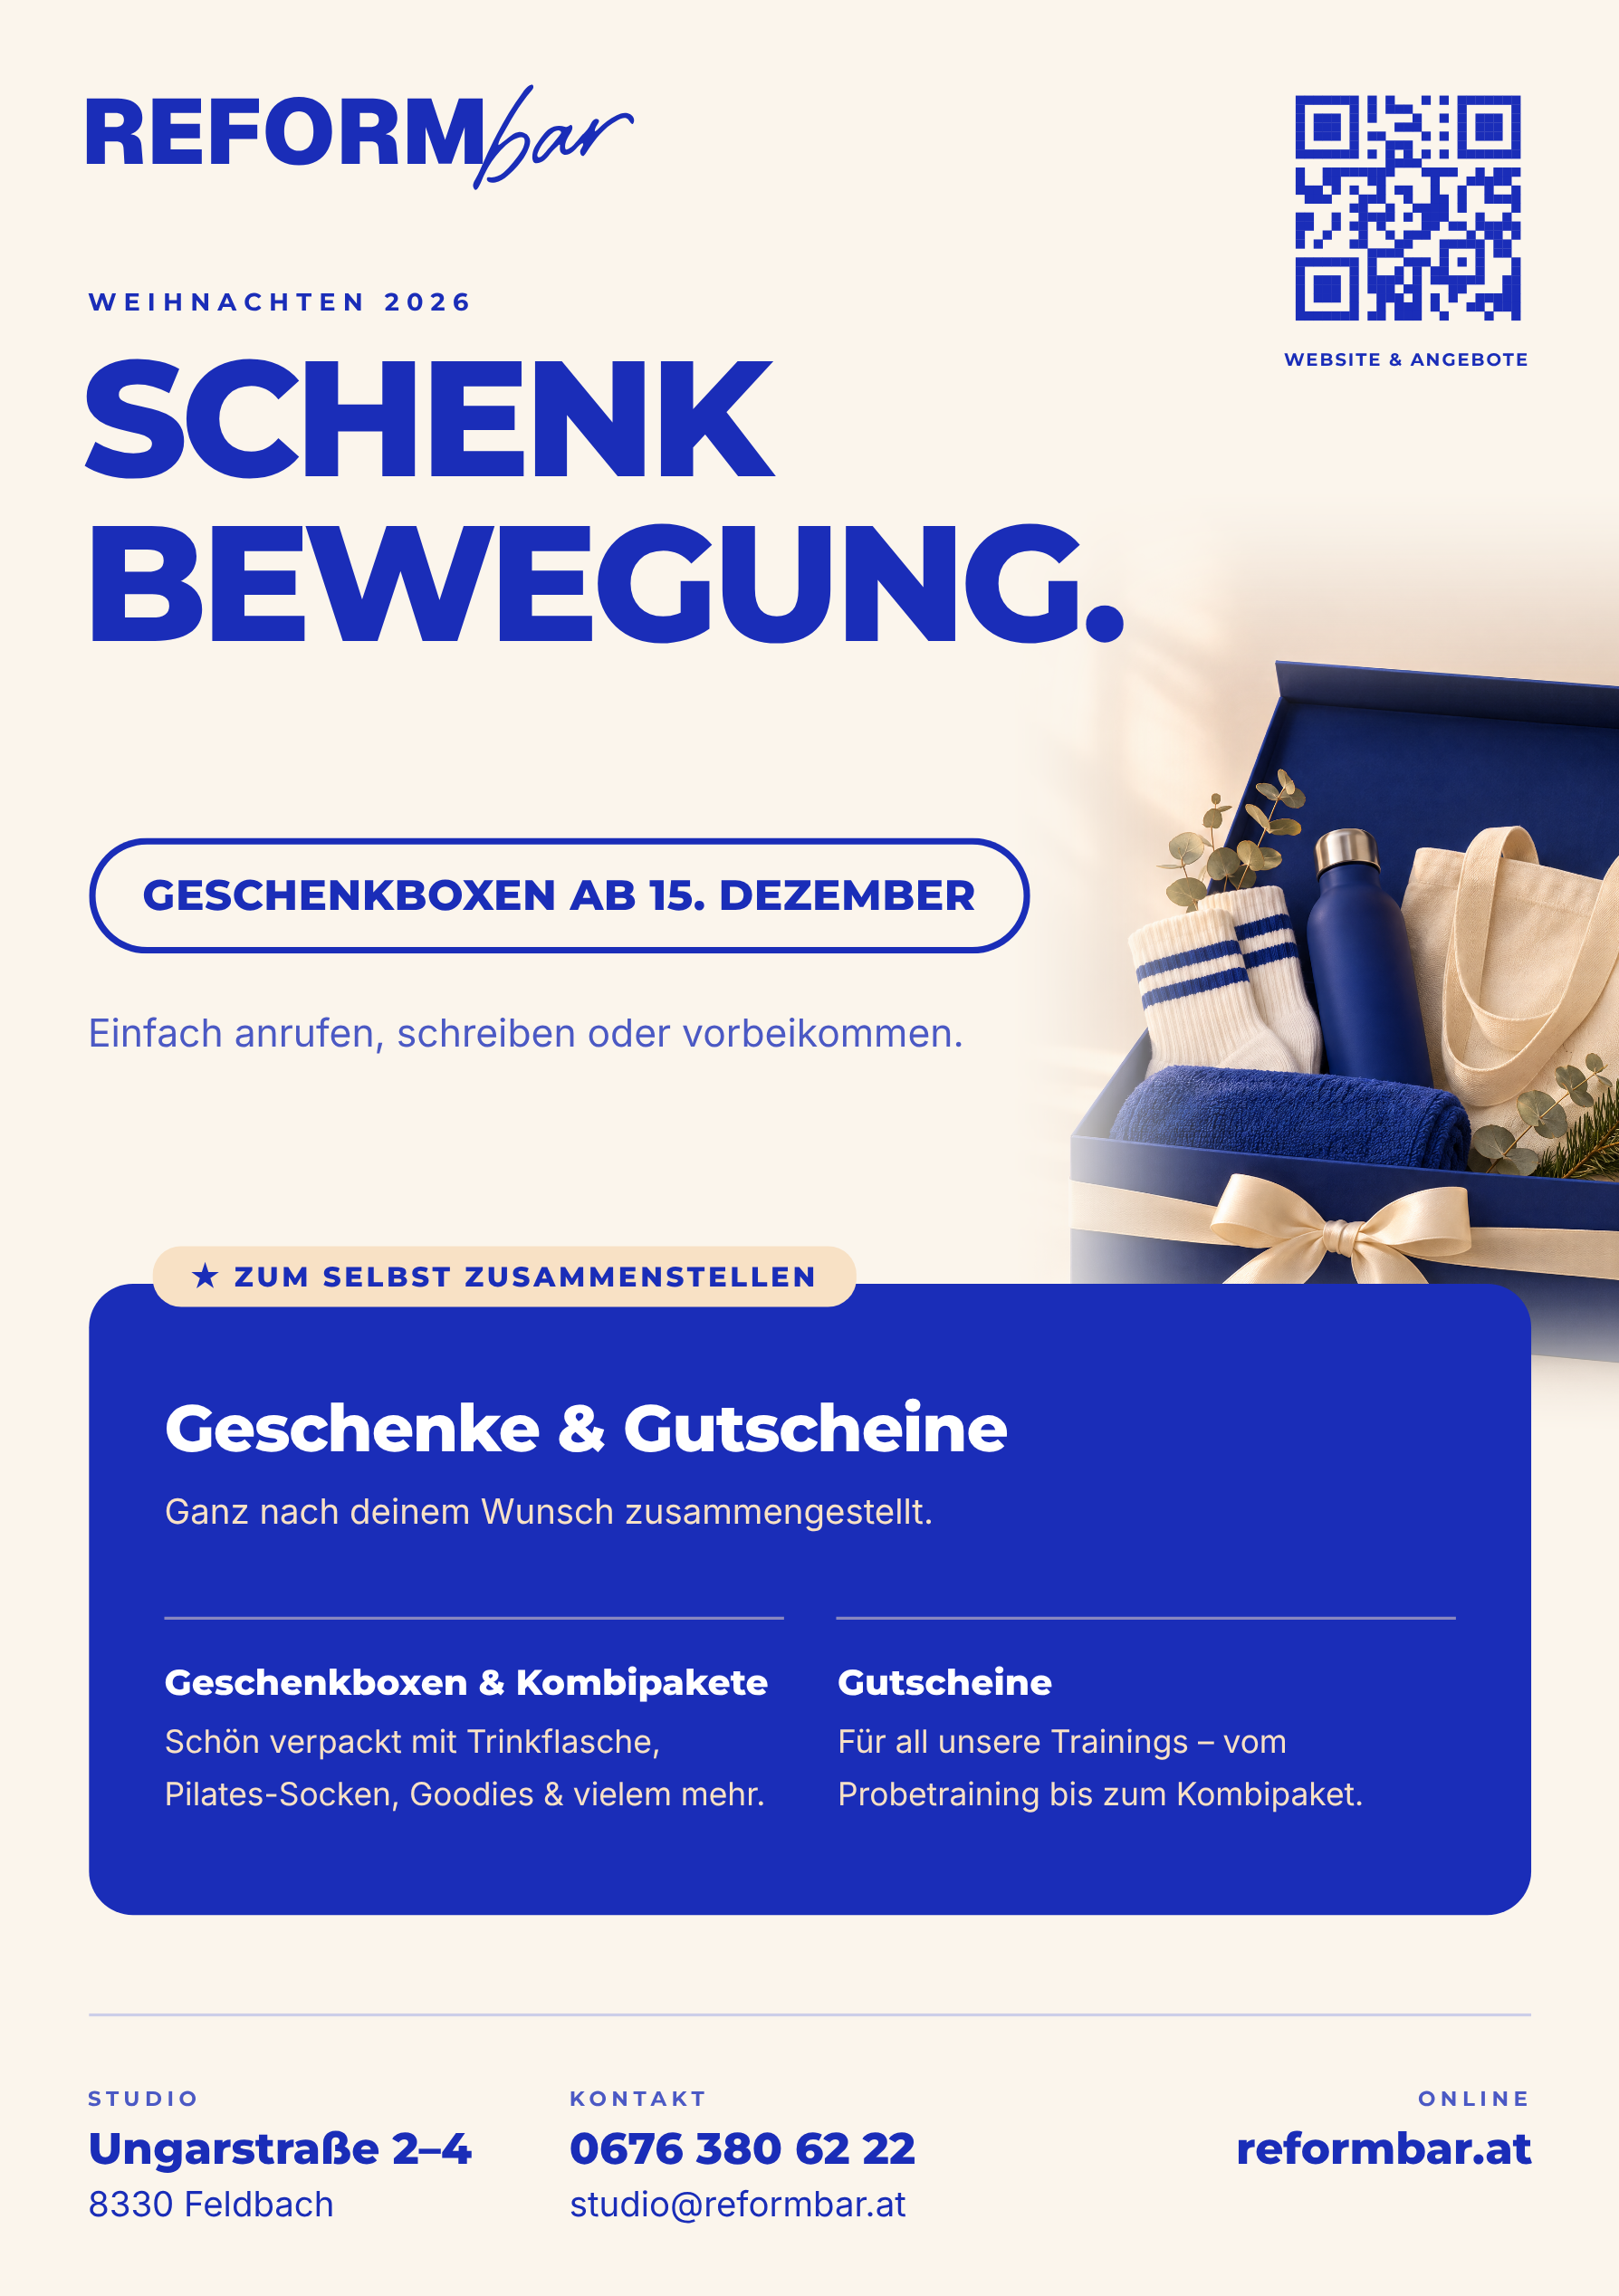 REFORMbar
WEBSITE & ANGEBOTE
WEIHNACHTEN 2026
SCHENK
BEWEGUNG.
GESCHENKBOXEN AB 15. DEZEMBER
Einfach anrufen, schreiben oder vorbeikommen.
★ ZUM SELBST ZUSAMMENSTELLEN
Geschenke & Gutscheine
Ganz nach deinem Wunsch zusammengestellt.
Geschenkboxen & Kombipakete
Schön verpackt mit Trinkflasche,
Pilates-Socken, Goodies & vielem mehr.
Gutscheine
Für all unsere Trainings – vom
Probetraining bis zum Kombipaket.
STUDIO
Ungarstraße 2–4
8330 Feldbach
KONTAKT
0676 380 62 22
studio@reformbar.at
ONLINE
reformbar.at